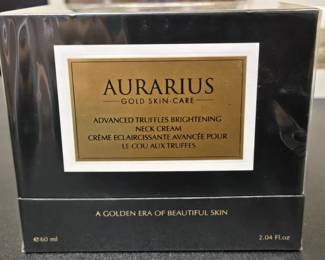 AURARIUS
GOLD SKIN-CARE
ADVANCED TRUFFLES BRIGHTENING
NECK CREAM
CRÈME ECLAIRCISSANTE AVANCÉE POUR
LE COU AUX TRUFFES
A GOLDEN ERA OF BEAUTIFUL SKIN
℮60 ml
2.04 Fl.oz